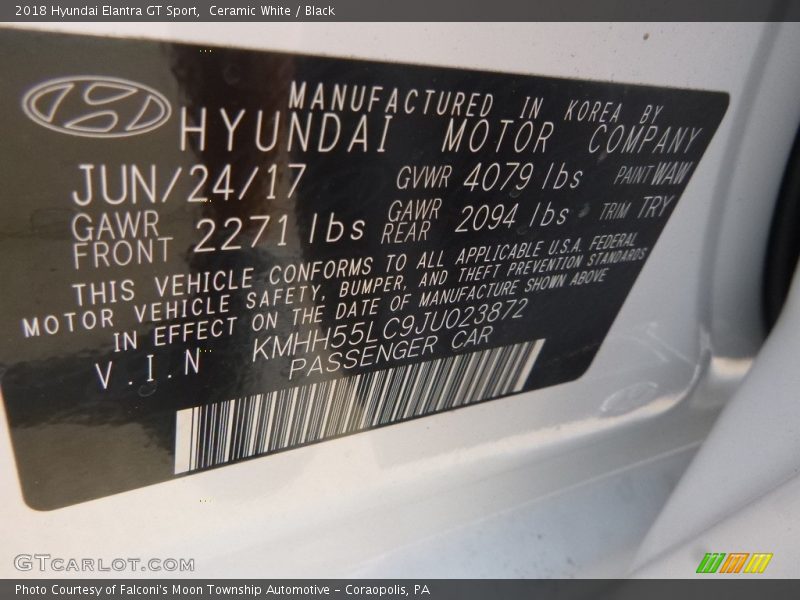 2018 Hyundai Elantra GT Sport,  Ceramic White / Black
MANUFACTURED IN KOREA BY
HYUNDAI MOTOR COMPANY
JUN/24/17 GVWR 4079 lbs PAINT WAW
GAWR FRONT 2271 lbs GAWR REAR 2094 lbs TRIM TRY
THIS VEHICLE CONFORMS TO ALL APPLICABLE U.S.A. FEDERAL
MOTOR VEHICLE SAFETY, BUMPER, AND THEFT PREVENTION STANDARDS
IN EFFECT ON THE DATE OF MANUFACTURE SHOWN ABOVE
V.I.N KMHH55LC9JU023872
PASSENGER CAR
GTCARLOT.COM
Photo Courtesy of Falconi's Moon Township Automotive – Coraopolis, PA